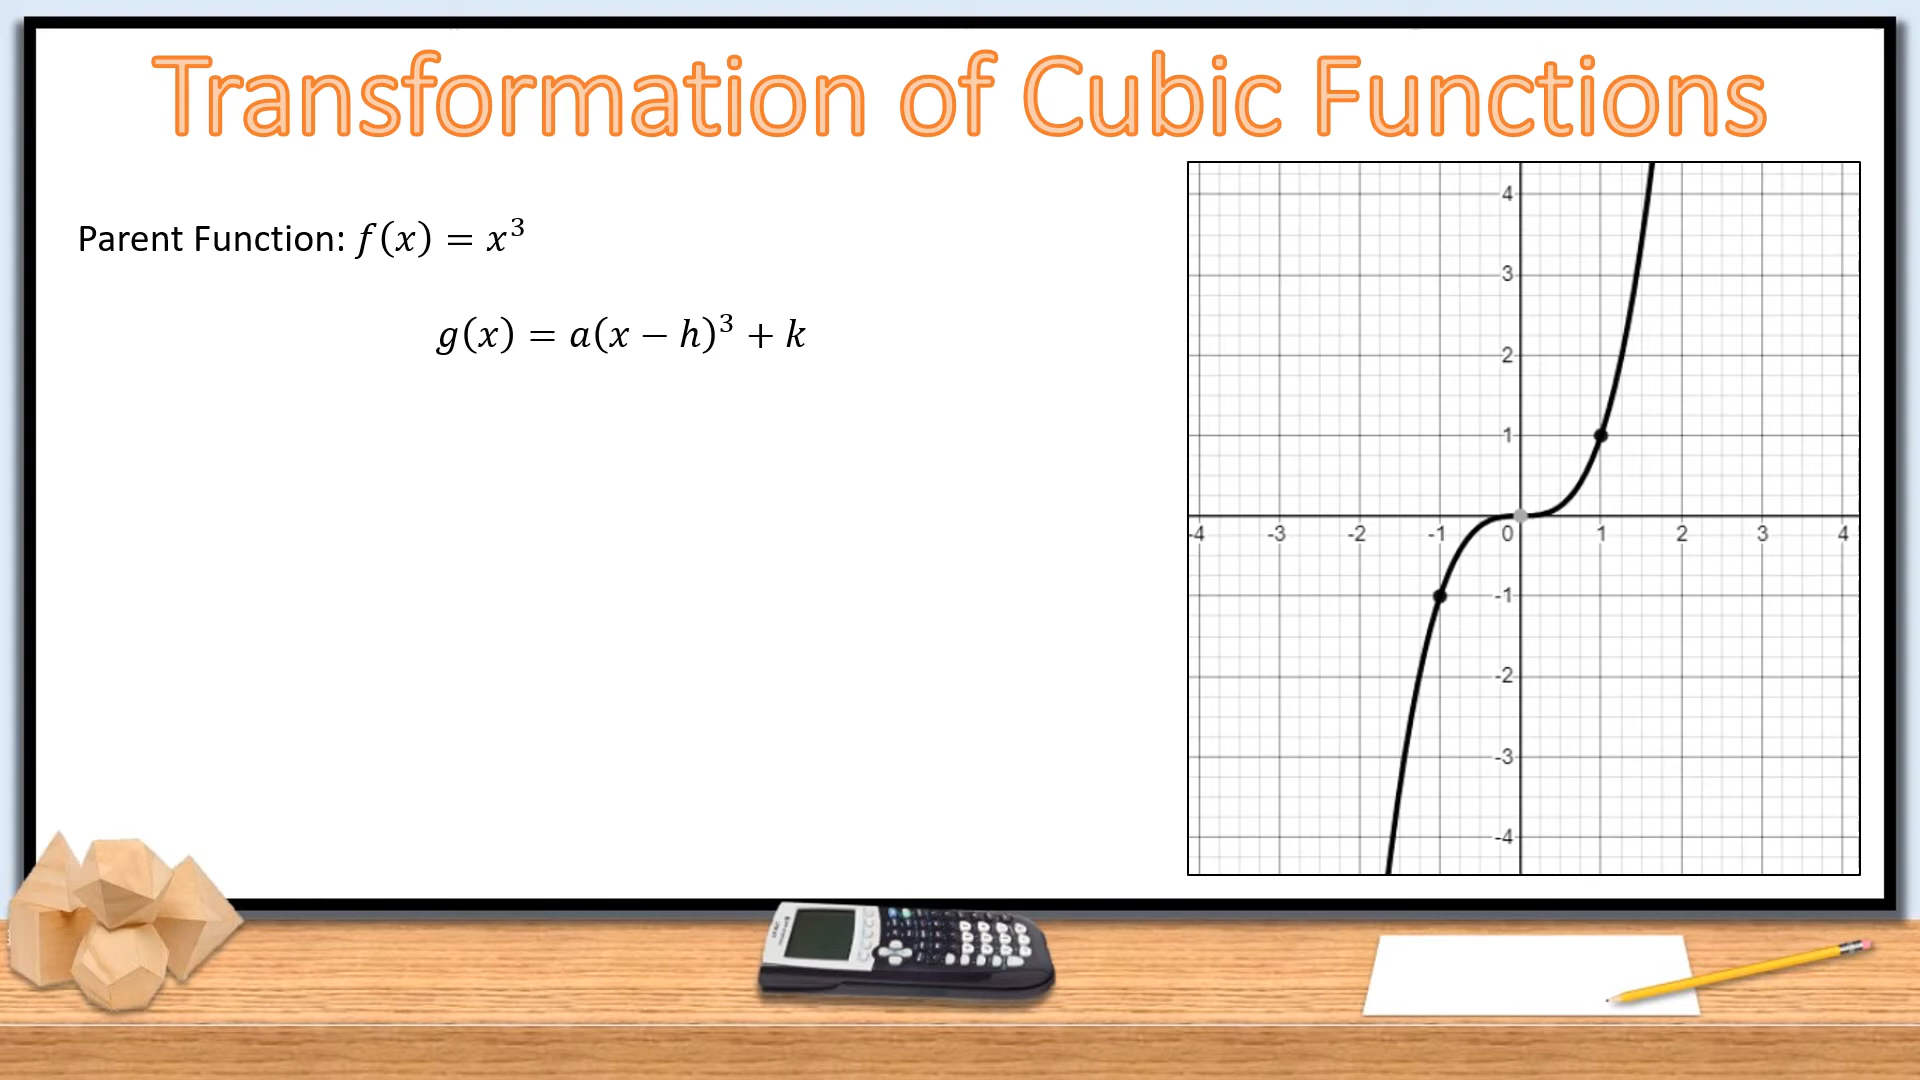 Transformation of Cubic Functions
Parent Function: f(x) = x³
g(x) = a(x − h)³ + k
4
3
2
1
-4 -3 -2 -1 0 1 2 3 4
-1
-2
-3
-4